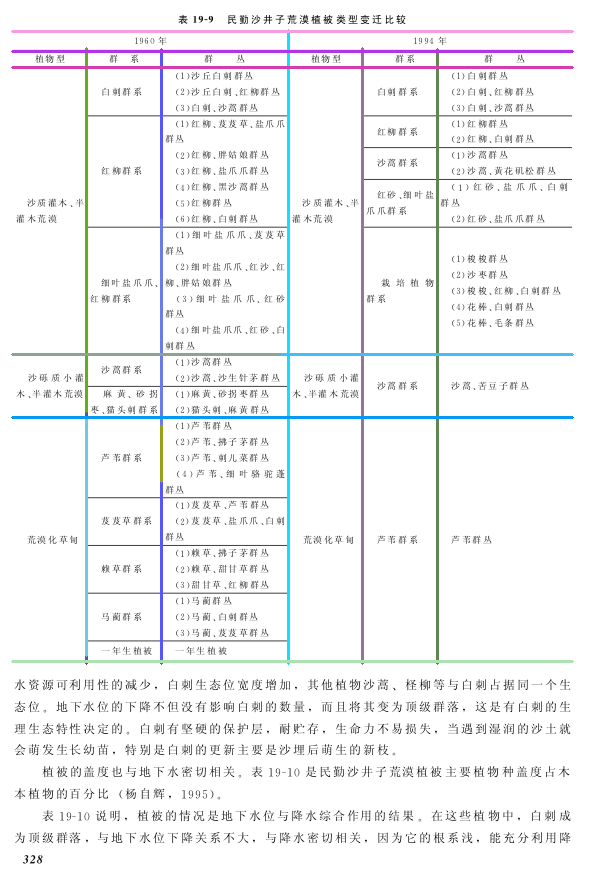 表 19-9 民勤沙井子荒漠植被类型变迁比较
1960 年 1994 年
植物型 群 系 群 丛 植物型 群系 群 丛
沙质灌木、半
灌木荒漠
白刺群系
(1)沙丘白刺群丛
(2)沙丘白刺、红柳群丛
(3)白刺、沙蒿群丛
红柳群系
(1)红柳、芨芨草、盐爪爪
群丛
(2)红柳、胖姑娘群丛
(3)红柳、盐爪爪群丛
(4)红柳、黑沙蒿群丛
(5)红柳群丛
(6)红柳、白刺群丛
细叶盐爪爪、
红柳群系
(1)细叶盐爪爪、芨芨草
群丛
(2)细叶盐爪爪、红沙、红
柳、胖姑娘群丛
(3)细叶盐爪爪、红砂
群丛
(4)细叶盐爪爪、红砂、白
刺群丛
沙质灌木、半
灌木荒漠
白刺群系
(1)白刺群丛
(2)白刺、红柳群丛
(3)白刺、沙蒿群丛
红柳群系
(1)红柳群丛
(2)红柳、白刺群丛
沙蒿群系
(1)沙蒿群丛
(2)沙蒿、黄花矶松群丛
红砂、细叶盐
爪爪群系
(1)红砂、盐爪爪、白刺
群丛
(2)红砂、盐爪爪群丛
栽培植物
群系
(1)梭梭群丛
(2)沙枣群丛
(3)梭梭、红柳、白刺群丛
(4)花棒、白刺群丛
(5)花棒、毛条群丛
沙砾质小灌
木、半灌木荒漠
沙蒿群系
(1)沙蒿群丛
(2)沙蒿、沙生针茅群丛
麻黄、砂拐
枣、猫头刺群系
(1)麻黄、砂拐枣群丛
(2)猫头刺、麻黄群丛
沙砾质小灌
木、半灌木荒漠
沙蒿群系
沙蒿、苦豆子群丛
荒漠化草甸
芦苇群系
(1)芦苇群丛
(2)芦苇、拂子茅群丛
(3)芦苇、刺儿菜群丛
(4)芦苇、细叶骆驼蓬
群丛
芨芨草群系
(1)芨芨草、芦苇群丛
(2)芨芨草、盐爪爪、白刺
群丛
赖草群系
(1)赖草、拂子茅群丛
(2)赖草、甜甘草群丛
(3)甜甘草、红柳群丛
马蔺群系
(1)马蔺群丛
(2)马蔺、白刺群丛
(3)马蔺、芨芨草群丛
一年生植被
一年生植被
荒漠化草甸
芦苇群系
芦苇群丛
水资源可利用性的减少，白刺生态位宽度增加，其他植物沙蒿、柽柳等与白刺占据同一个生
态位。地下水位的下降不但没有影响白刺的数量，而且将其变为顶级群落，这是有白刺的生
理生态特性决定的。白刺有坚硬的保护层，耐贮存，生命力不易损失，当遇到湿润的沙土就
会萌发生长幼苗，特别是白刺的更新主要是沙埋后萌生的新枝。
植被的盖度也与地下水密切相关。表 19-10 是民勤沙井子荒漠植被主要植物种盖度占木
本植物的百分比（杨自辉，1995）。
表 19-10 说明，植被的情况是地下水位与降水综合作用的结果。在这些植物中，白刺成
为顶级群落，与地下水位下降关系不大，与降水密切相关，因为它的根系浅，能充分利用降
328